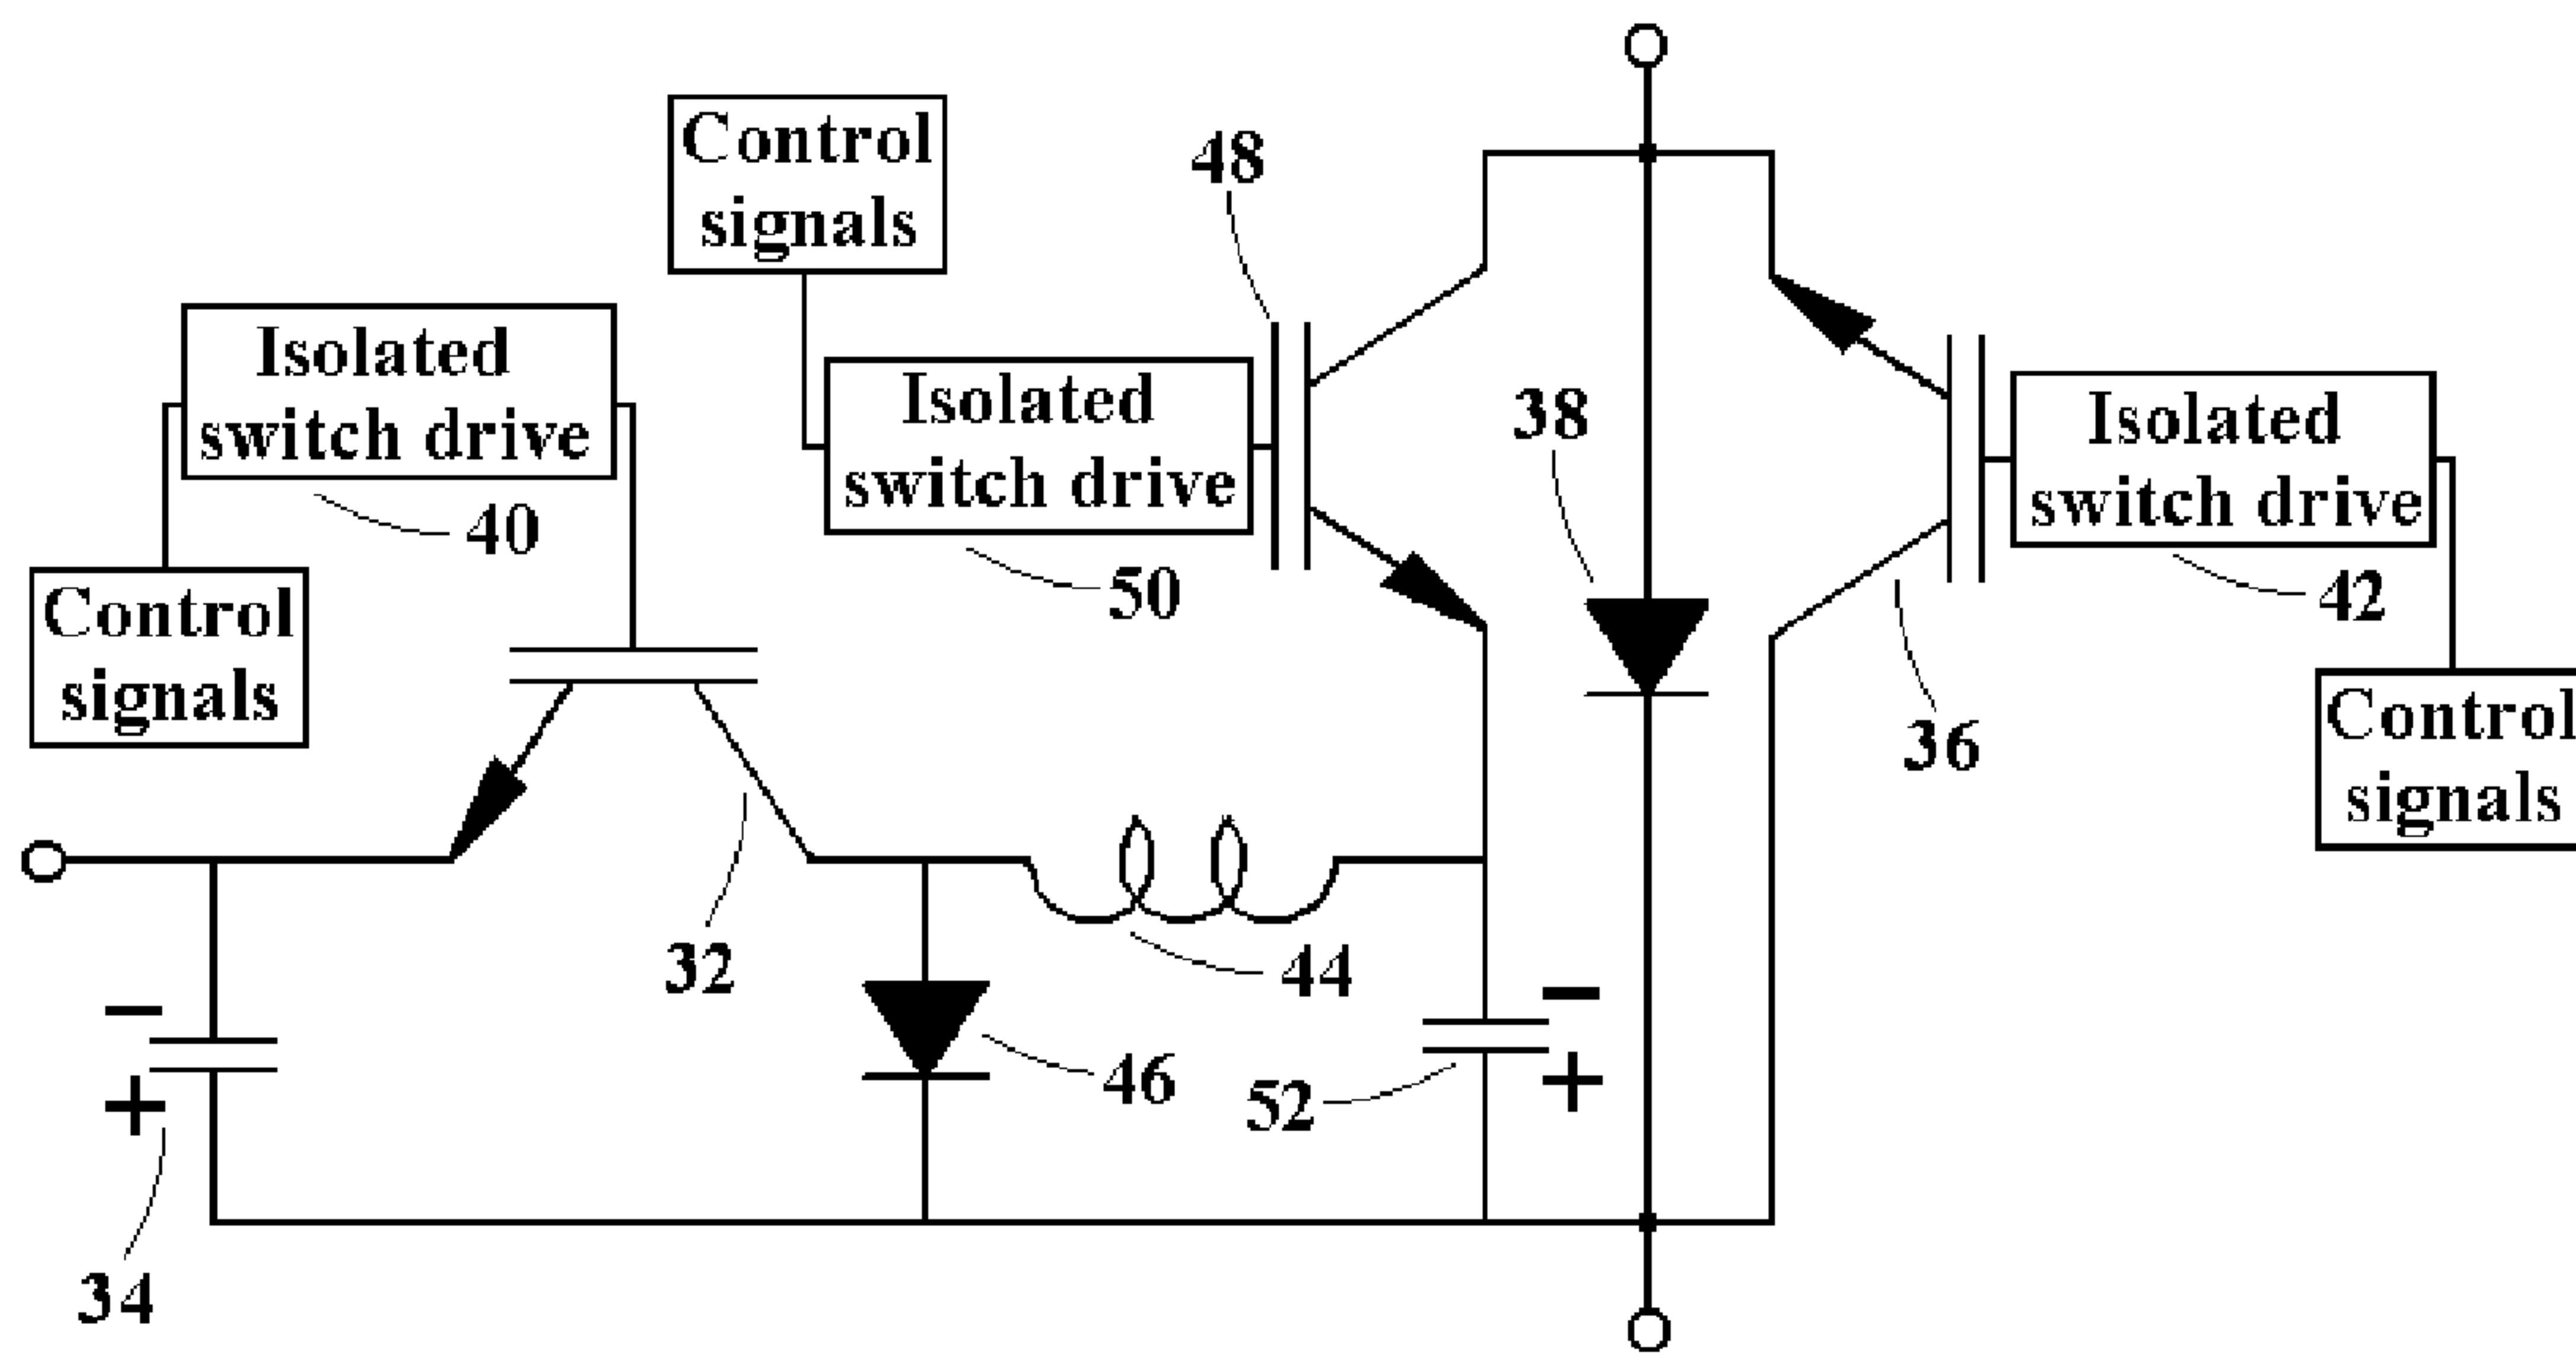 Control
signals
48
Isolated
switch drive
40
Isolated
switch drive
50
38
Isolated
switch drive
42
Control
signals
36
Control
signals
32
44
46
52
−
+
−
+
34